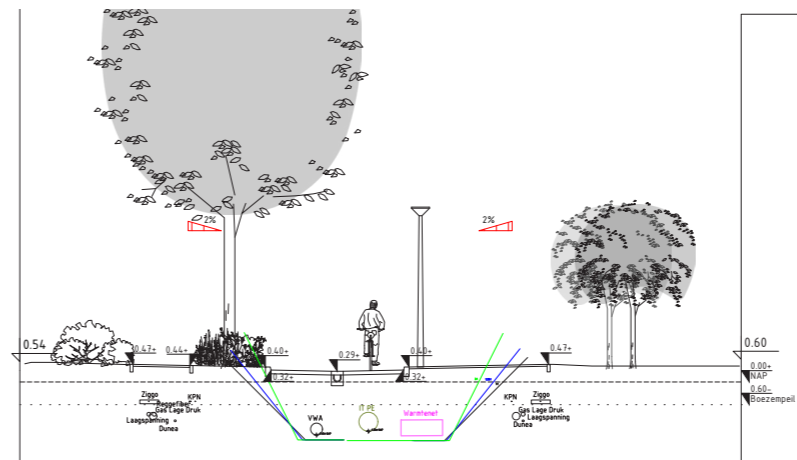 2%
2%
0.54
0.47+
0.44+
0.40+
0.29+
0.40+
0.47+
0.60
0.32+
0.32+
0.00+
NAP
0.60-
Boezempeil
Ziggo
KPN
Reggefiber
Gas Lage Druk
Laagspanning
Dunea
VWA
IT PE
Warmtenet
KPN
Ziggo
Gas Lage Druk
Laagspanning
Dunea